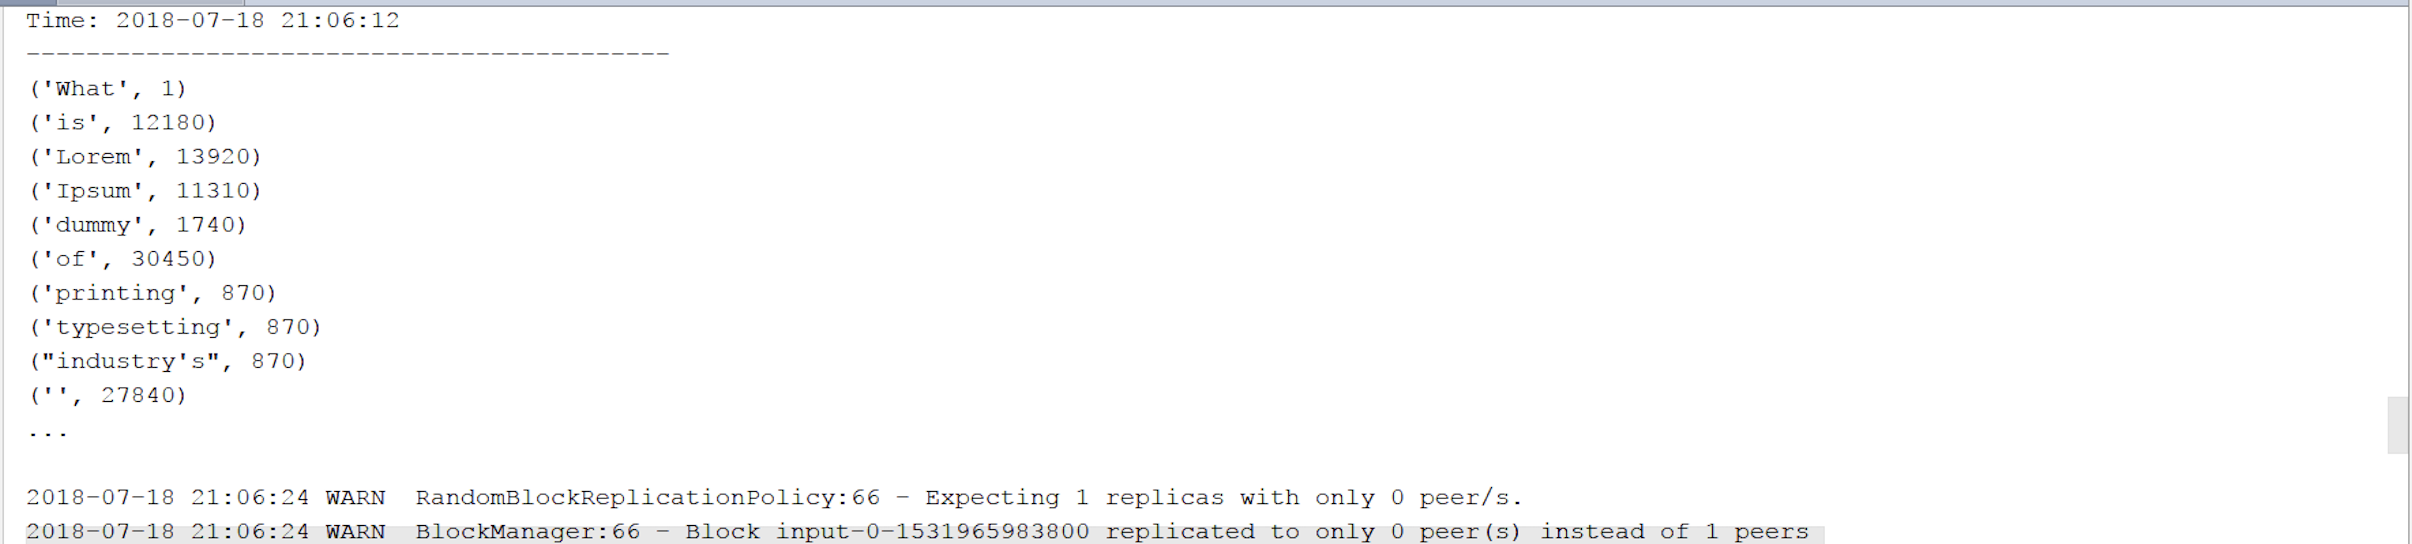 Time: 2018-07-18 21:06:12
-------------------------------------------
('What', 1)
('is', 12180)
('Lorem', 13920)
('Ipsum', 11310)
('dummy', 1740)
('of', 30450)
('printing', 870)
('typesetting', 870)
("industry's", 870)
('', 27840)
...
2018-07-18 21:06:24 WARN  RandomBlockReplicationPolicy:66 - Expecting 1 replicas with only 0 peer/s.
2018-07-18 21:06:24 WARN  BlockManager:66 - Block input-0-1531965983800 replicated to only 0 peer(s) instead of 1 peers